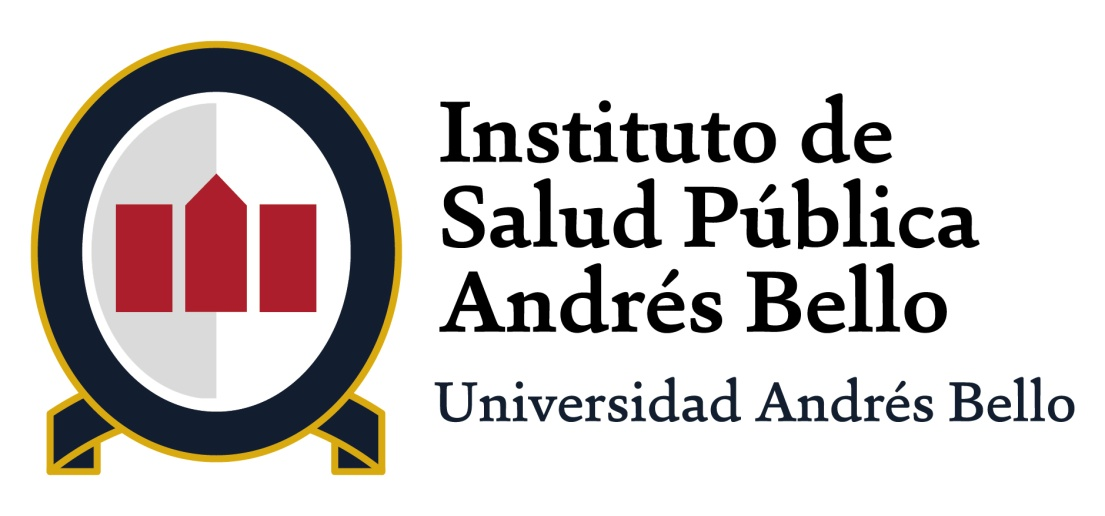 Instituto de
Salud Pública
Andrés Bello
Universidad Andrés Bello